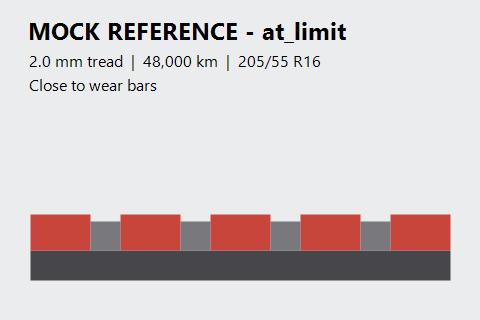 MOCK REFERENCE - at_limit
2.0 mm tread | 48,000 km | 205/55 R16
Close to wear bars